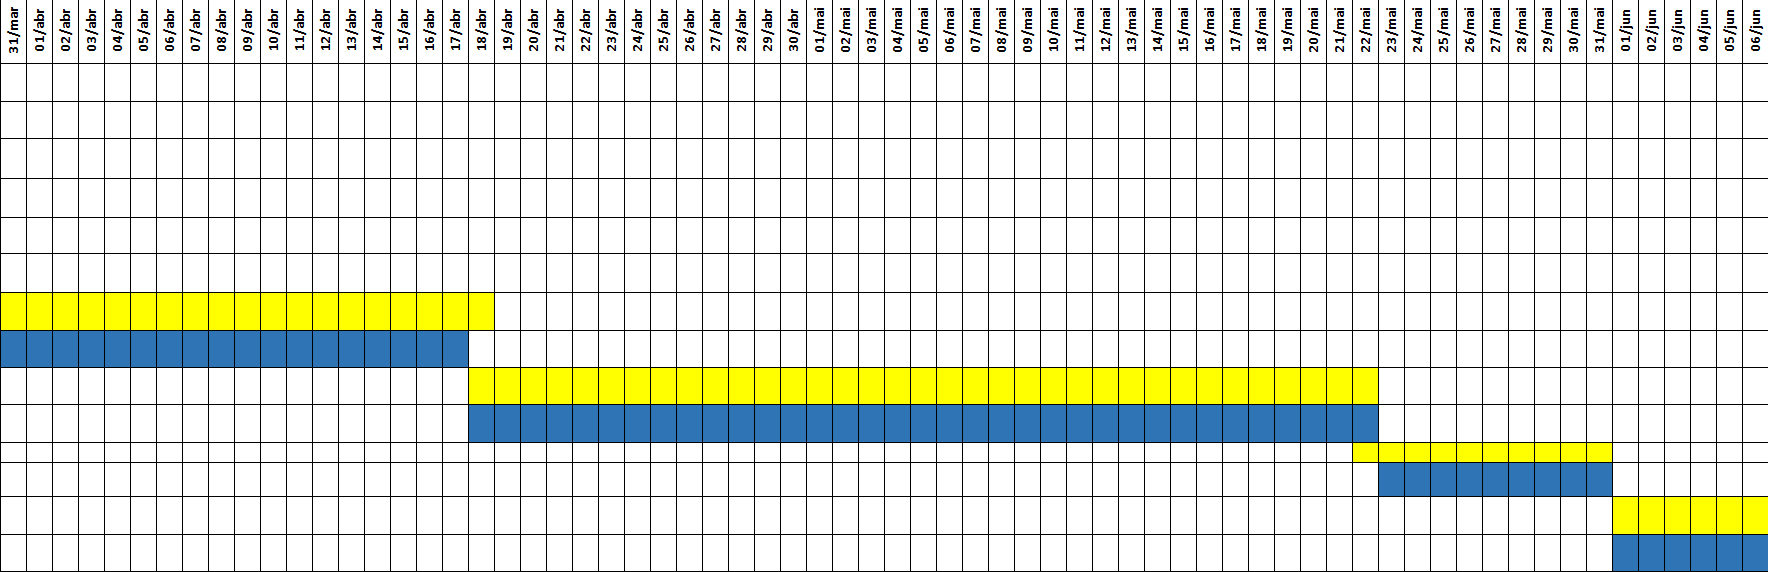 31/mar
01/abr
02/abr
03/abr
04/abr
05/abr
06/abr
07/abr
08/abr
09/abr
10/abr
11/abr
12/abr
13/abr
14/abr
15/abr
16/abr
17/abr
18/abr
19/abr
20/abr
21/abr
22/abr
23/abr
24/abr
25/abr
26/abr
27/abr
28/abr
29/abr
30/abr
01/mai
02/mai
03/mai
04/mai
05/mai
06/mai
07/mai
08/mai
09/mai
10/mai
11/mai
12/mai
13/mai
14/mai
15/mai
16/mai
17/mai
18/mai
19/mai
20/mai
21/mai
22/mai
23/mai
24/mai
25/mai
26/mai
27/mai
28/mai
29/mai
30/mai
31/mai
01/jun
02/jun
03/jun
04/jun
05/jun
06/jun